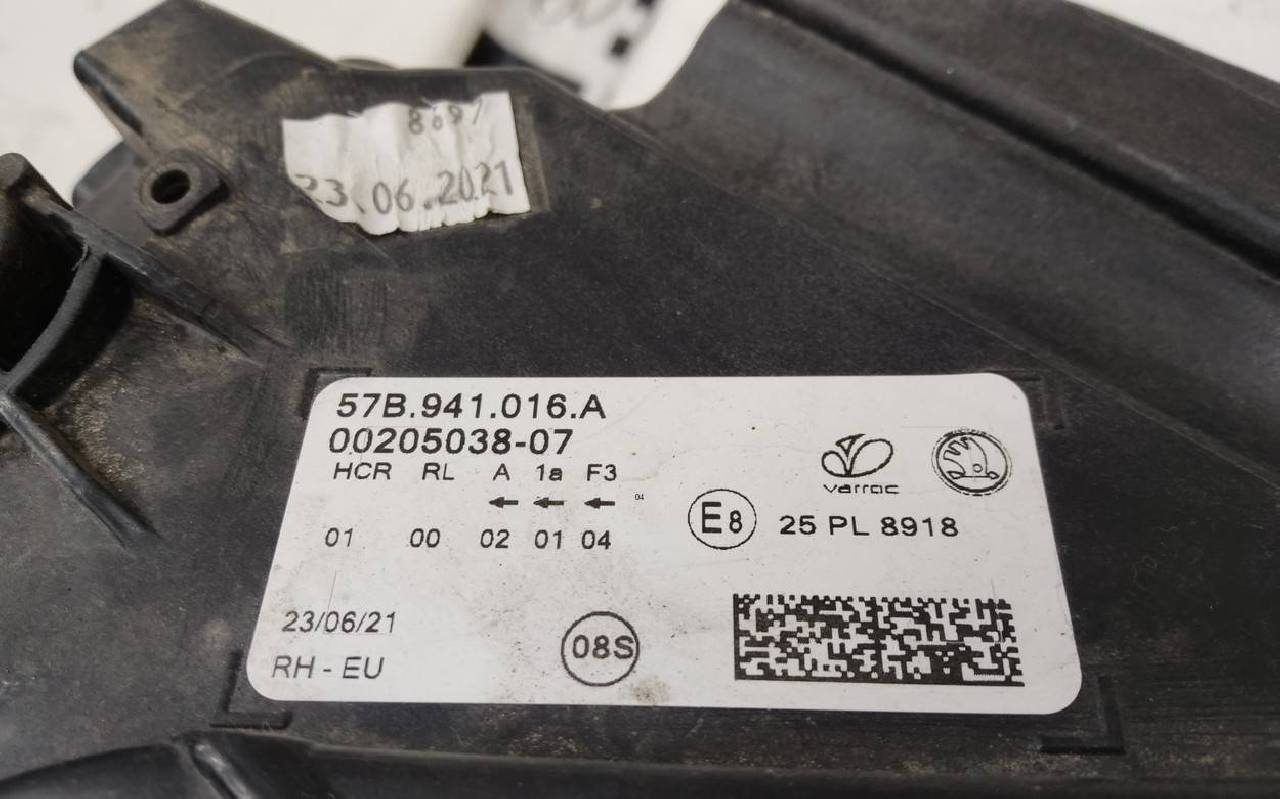 23.06.2021
57B.941.016.A
00205038-07
HCR RL A 1a F3
04
01 00 02 01 04
varroc
E8 25 PL 8918
23/06/21
RH - EU
08S